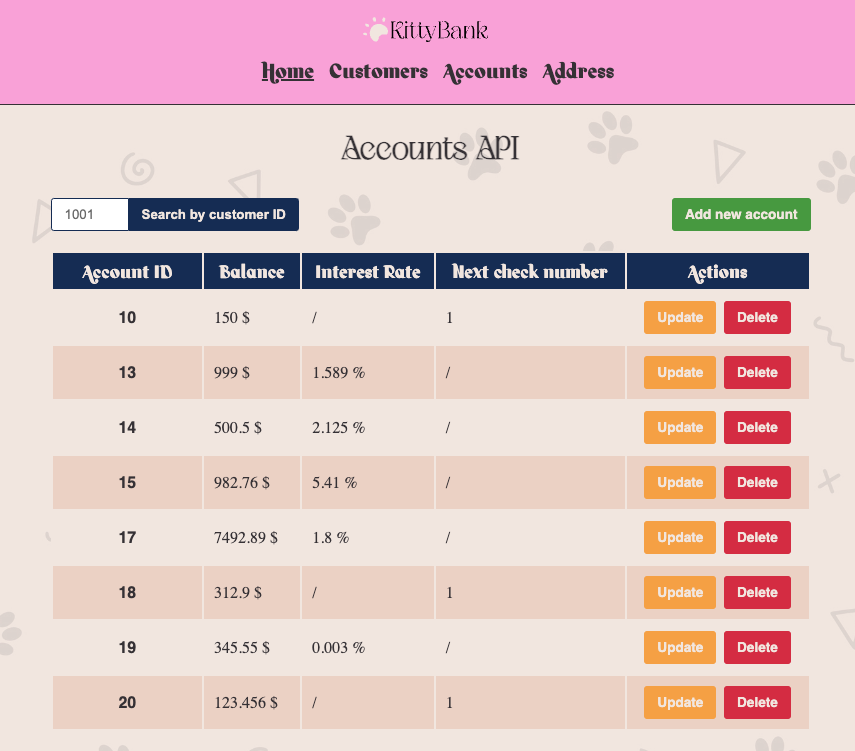 KittyBank
Home Customers Accounts Address
Accounts API
1001 Search by customer ID Add new account
Account ID Balance Interest Rate Next check number Actions
10 150 $ / 1 Update Delete
13 999 $ 1.589 % / Update Delete
14 500.5 $ 2.125 % / Update Delete
15 982.76 $ 5.41 % / Update Delete
17 7492.89 $ 1.8 % / Update Delete
18 312.9 $ / 1 Update Delete
19 345.55 $ 0.003 % / Update Delete
20 123.456 $ / 1 Update Delete